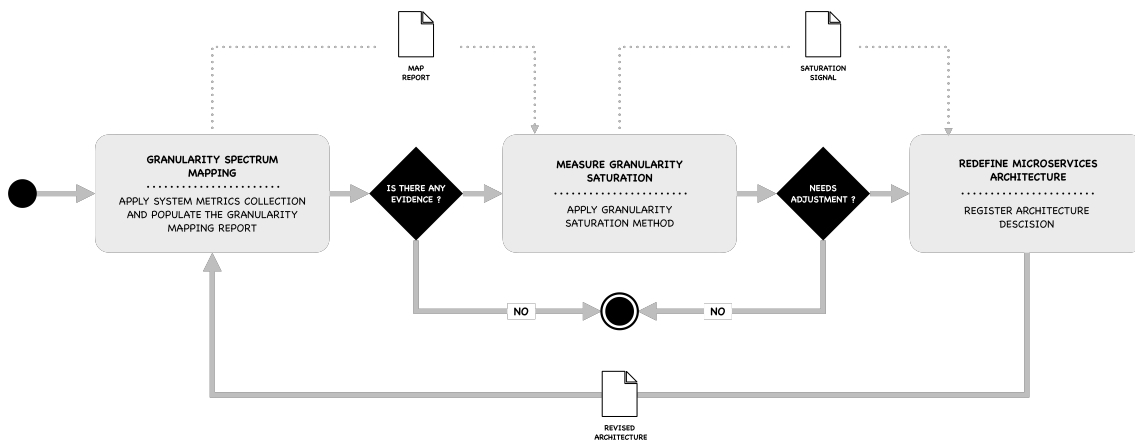 MAP
REPORT
SATURATION
SIGNAL
GRANULARITY SPECTRUM
MAPPING
APPLY SYSTEM METRICS COLLECTION
AND POPULATE THE GRANULARITY
MAPPING REPORT
IS THERE ANY
EVIDENCE ?
MEASURE GRANULARITY
SATURATION
APPLY GRANULARITY
SATURATION METHOD
NEEDS
ADJUSTMENT ?
REDEFINE MICROSERVICES
ARCHITECTURE
REGISTER ARCHITECTURE
DESCISION
NO
NO
REVISED
ARCHITECTURE